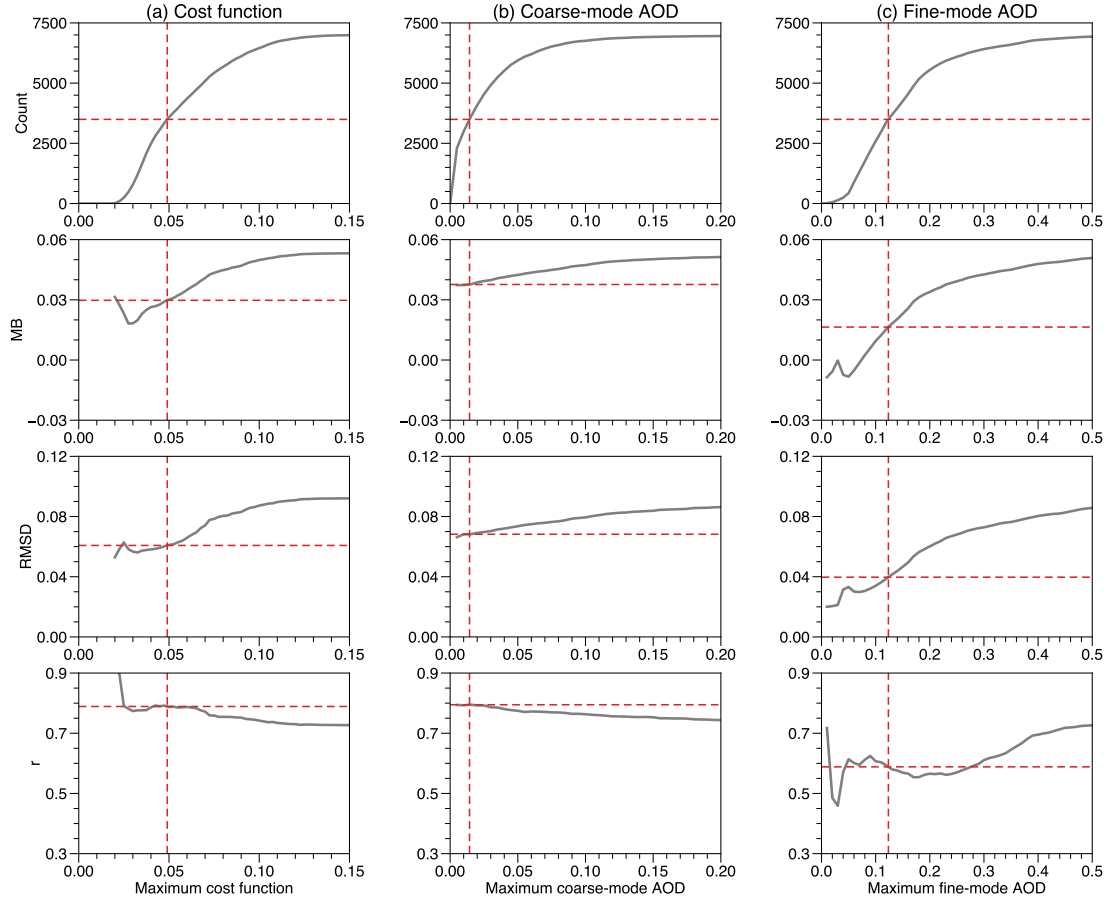 (a) Cost function
(b) Coarse-mode AOD
(c) Fine-mode AOD
Count
7500
5000
2500
0
0.00 0.05 0.10 0.15
7500
5000
2500
0
0.00 0.05 0.10 0.15 0.20
7500
5000
2500
0
0.0 0.1 0.2 0.3 0.4 0.5
MB
0.06
0.03
0.00
−0.03
0.00 0.05 0.10 0.15
0.06
0.03
0.00
−0.03
0.00 0.05 0.10 0.15 0.20
0.06
0.03
0.00
−0.03
0.0 0.1 0.2 0.3 0.4 0.5
RMSD
0.12
0.08
0.04
0.00
0.00 0.05 0.10 0.15
0.12
0.08
0.04
0.00
0.00 0.05 0.10 0.15 0.20
0.12
0.08
0.04
0.00
0.0 0.1 0.2 0.3 0.4 0.5
r
0.9
0.7
0.5
0.3
0.00 0.05 0.10 0.15
Maximum cost function
0.9
0.7
0.5
0.3
0.00 0.05 0.10 0.15 0.20
Maximum coarse-mode AOD
0.9
0.7
0.5
0.3
0.0 0.1 0.2 0.3 0.4 0.5
Maximum fine-mode AOD